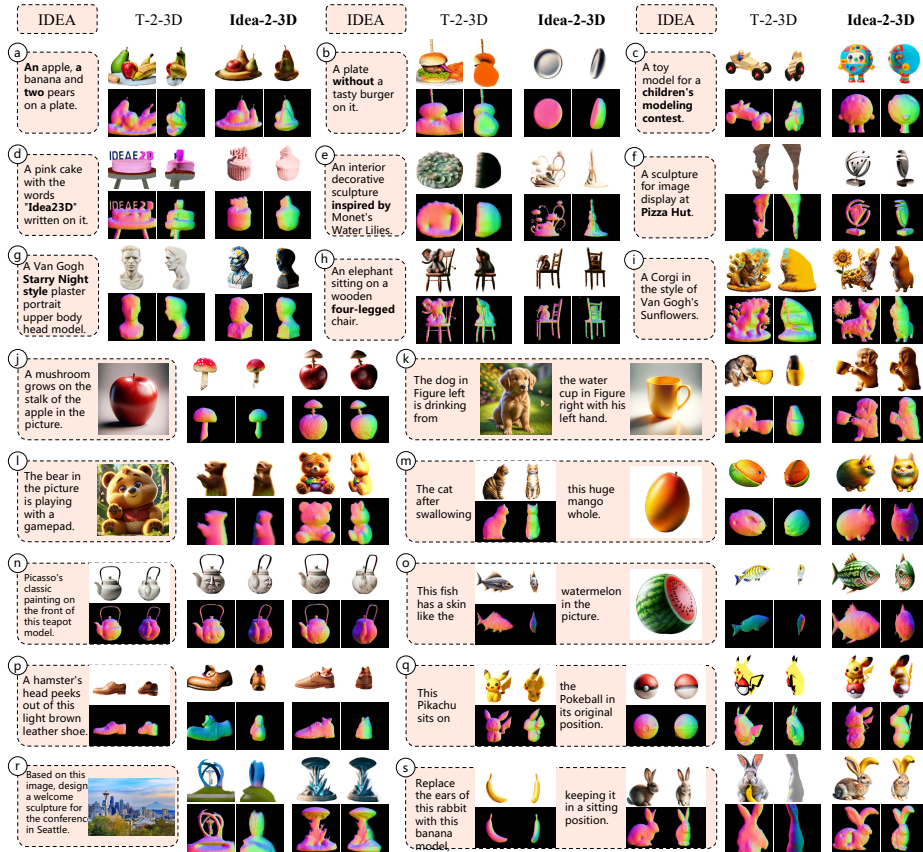 IDEA T-2-3D Idea-2-3D IDEA T-2-3D Idea-2-3D IDEA T-2-3D Idea-2-3D
a
An apple, a
banana and
two pears
on a plate.
b
A plate
without a
tasty burger
on it.
c
A toy
model for a
children's
modeling
contest.
d
A pink cake
with the
words
"Idea23D"
written on it.
IDEAE2D
e
An interior
decorative
sculpture
inspired by
Monet's
Water Lilies.
f
A sculpture
for image
display at
Pizza Hut.
g
A Van Gogh
Starry Night
style plaster
portrait
upper body
head model.
h
An elephant
sitting on a
wooden
four-legged
chair.
i
A Corgi in
the style of
Van Gogh's
Sunflowers.
j
A mushroom
grows on the
stalk of the
apple in the
picture.
k
The dog in
Figure left
is drinking
from
the water
cup in Figure
right with his
left hand.
l
The bear in
the picture
is playing
with a
gamepad.
m
The cat
after
swallowing
this huge
mango
whole.
n
Picasso's
classic
painting on
the front of
this teapot
model.
o
This fish
has a skin
like the
watermelon
in the
picture.
p
A hamster's
head peeks
out of this
light brown
leather shoe.
q
This
Pikachu
sits on
the
Pokeball in
its original
position.
r
Based on this
image, design
a welcome
sculpture for
the conference
in Seattle.
s
Replace
the ears of
this rabbit
with this
banana
model,
keeping it
in a sitting
position.